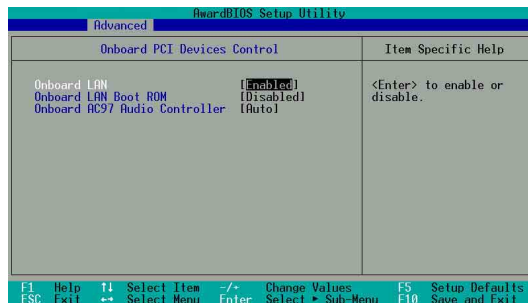 AwardBIOS Setup Utility
Advanced
Onboard PCI Devices Control
Item Specific Help
Onboard LAN [Enabled]
Onboard LAN Boot ROM [Disabled]
Onboard AC97 Audio Controller [Auto]
<Enter> to enable or
disable.
F1 Help ↑↓ Select Item -/+ Change Values F5 Setup Defaults
ESC Exit ←→ Select Menu Enter Select ► Sub-Menu F10 Save and Exit